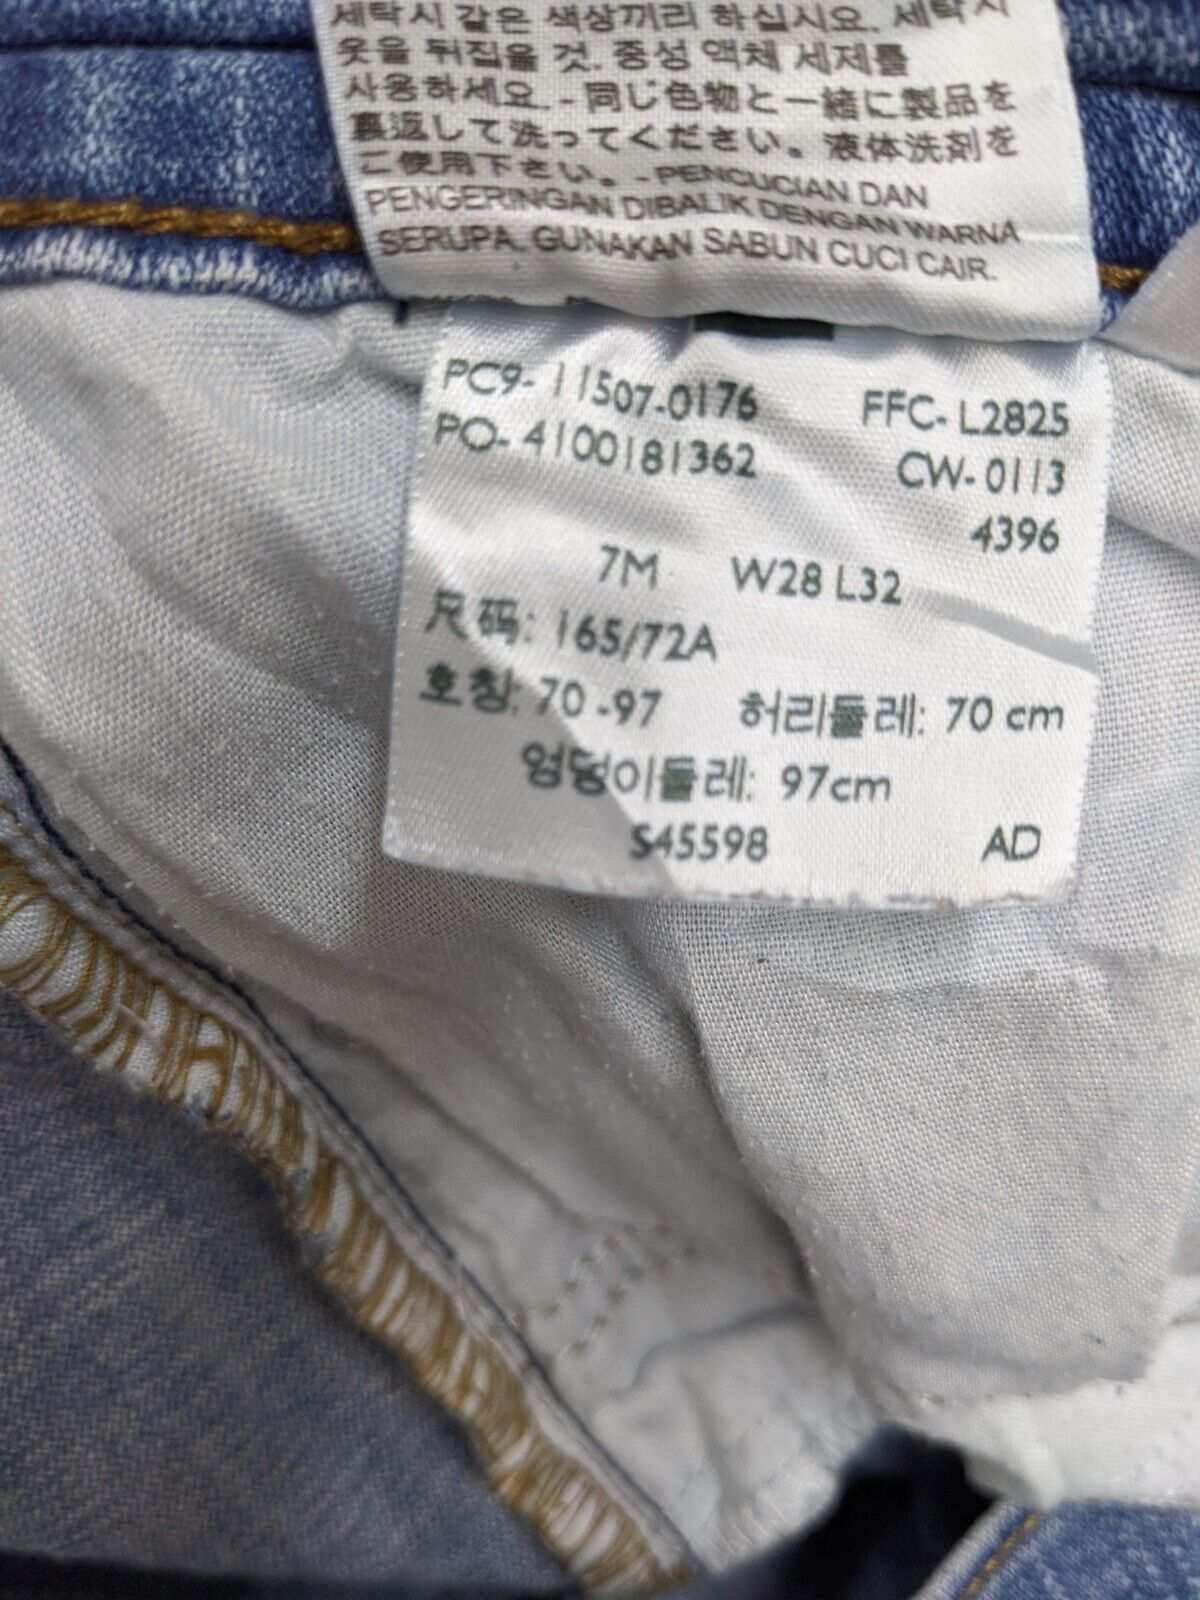 세탁시 같은 색상끼리 하십시요. 세탁시
옷을 뒤집을 것. 중성 액체 세제를
사용하세요. - 同じ色物と一緒に製品を
裏返して洗ってください。液体洗剤を
ご使用下さい。 - PENCUCIAN DAN
PENGERINGAN DIBALIK DENGAN WARNA
SERUPA. GUNAKAN SABUN CUCI CAIR.
PC9-11507-0176 FFC-L2825
PO-4100181362 CW-0113
4396
7M W28 L32
尺码: 165/72A
호칭: 70 -97 허리둘레: 70 cm
엉덩이둘레: 97cm
S45598 AD